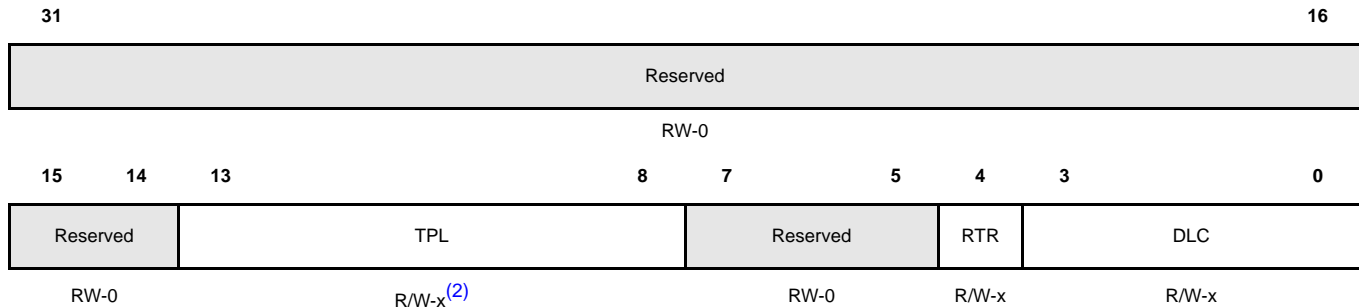 31 16
Reserved
RW-0
15 14 13 8 7 5 4 3 0
Reserved TPL Reserved RTR DLC
RW-0 R/W-x(2) RW-0 R/W-x R/W-x